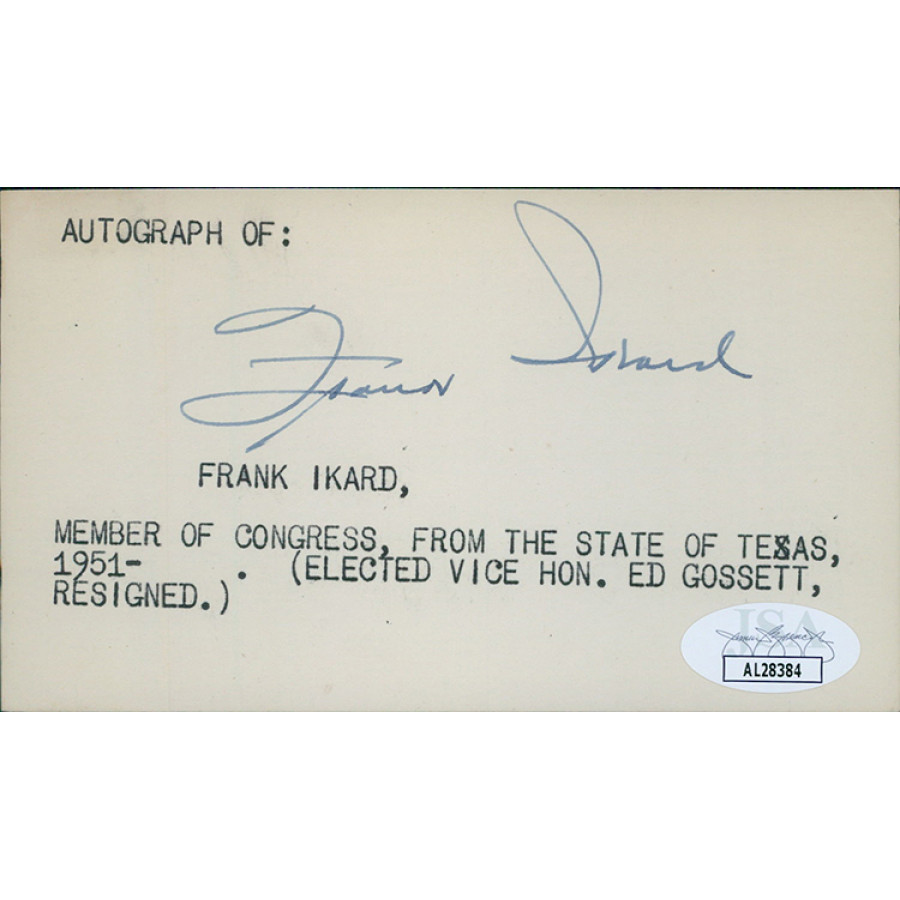 AUTOGRAPH OF:
Frank Ikard
FRANK IKARD,
MEMBER OF CONGRESS, FROM THE STATE OF TEXAS,
1951-      .  (ELECTED VICE HON. ED GOSSETT,
RESIGNED.)
JSA
AL28384